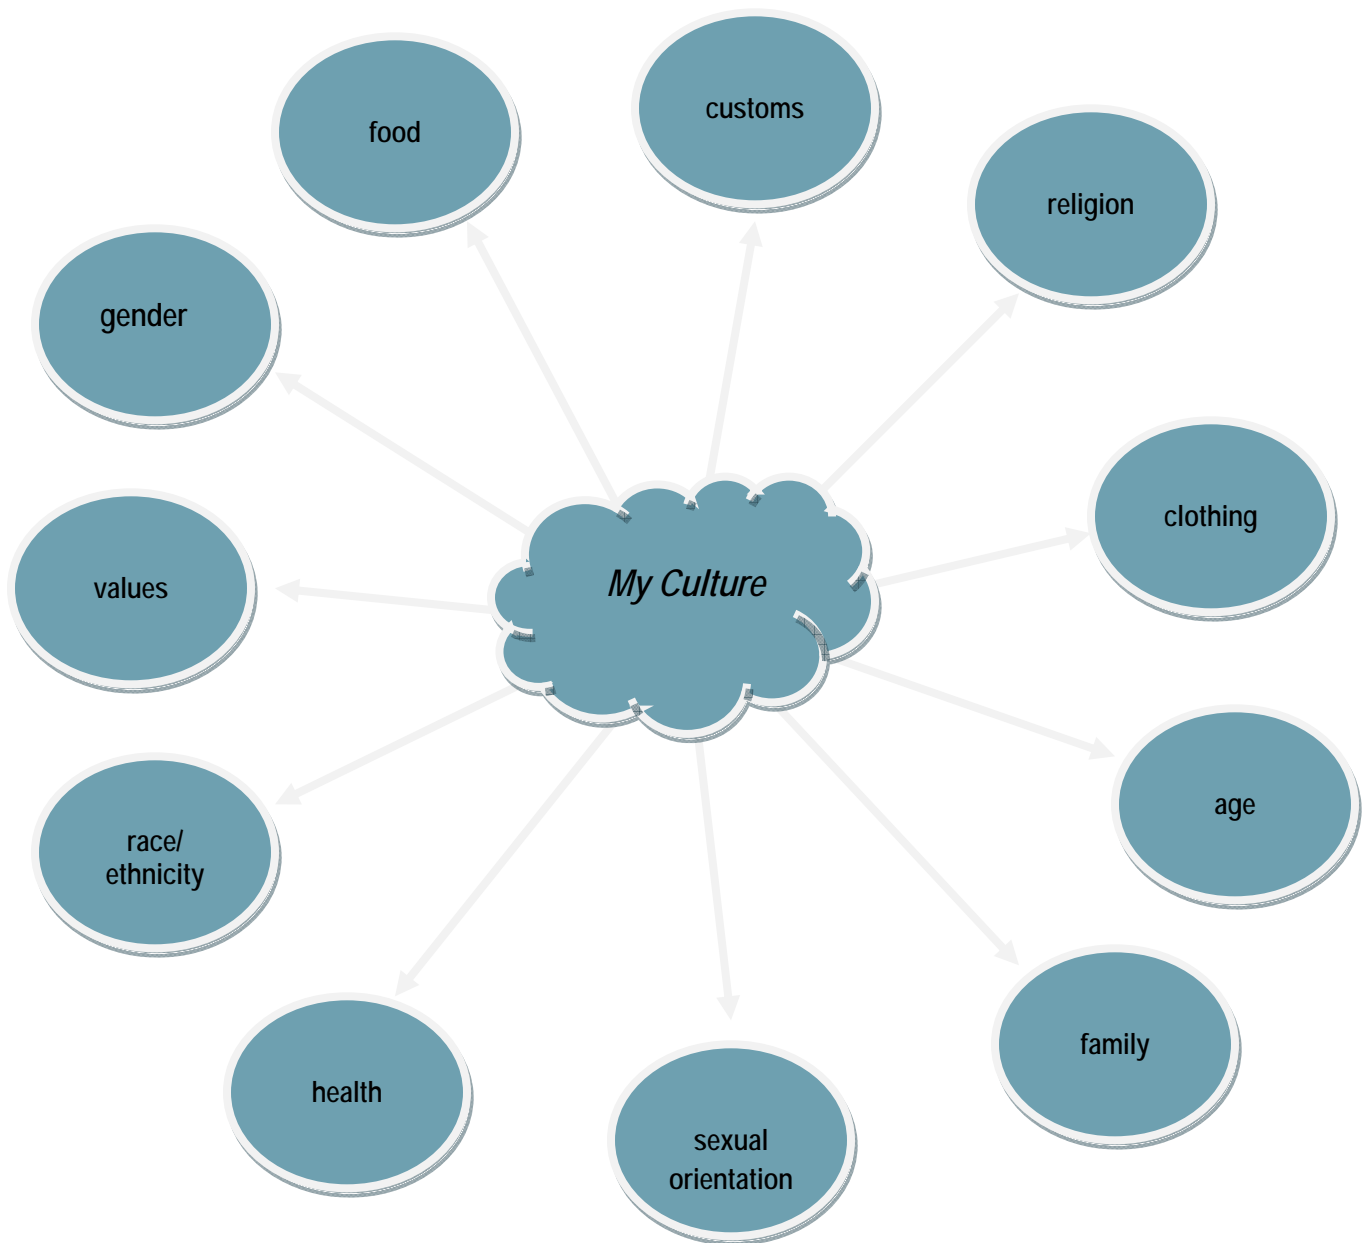 customs
food
religion
gender
clothing
My Culture
values
age
race/
ethnicity
family
health
sexual
orientation